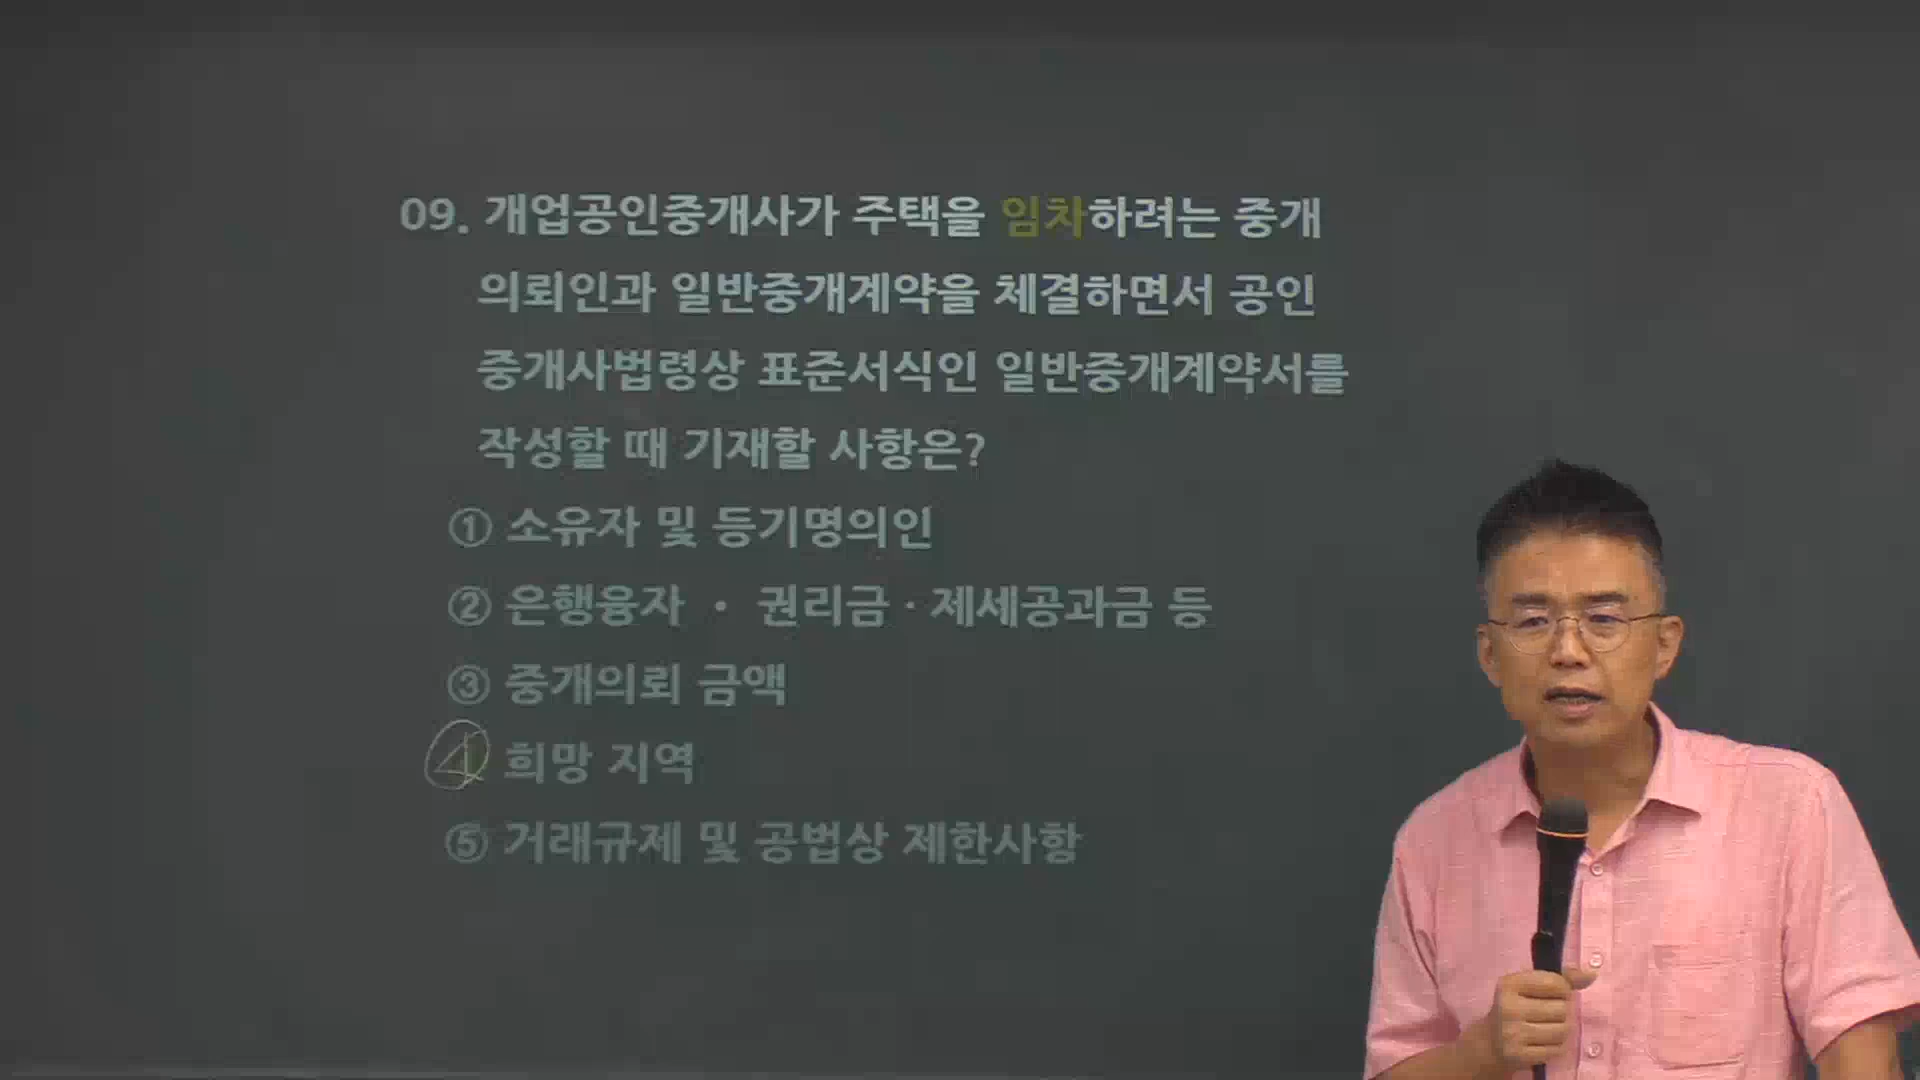 09. 개업공인중개사가 주택을 임차하려는 중개
의뢰인과 일반중개계약을 체결하면서 공인
중개사법령상 표준서식인 일반중개계약서를
작성할 때 기재할 사항은?
① 소유자 및 등기명의인
② 은행융자 · 권리금 · 제세공과금 등
③ 중개의뢰 금액
④ 희망 지역
⑤ 거래규제 및 공법상 제한사항